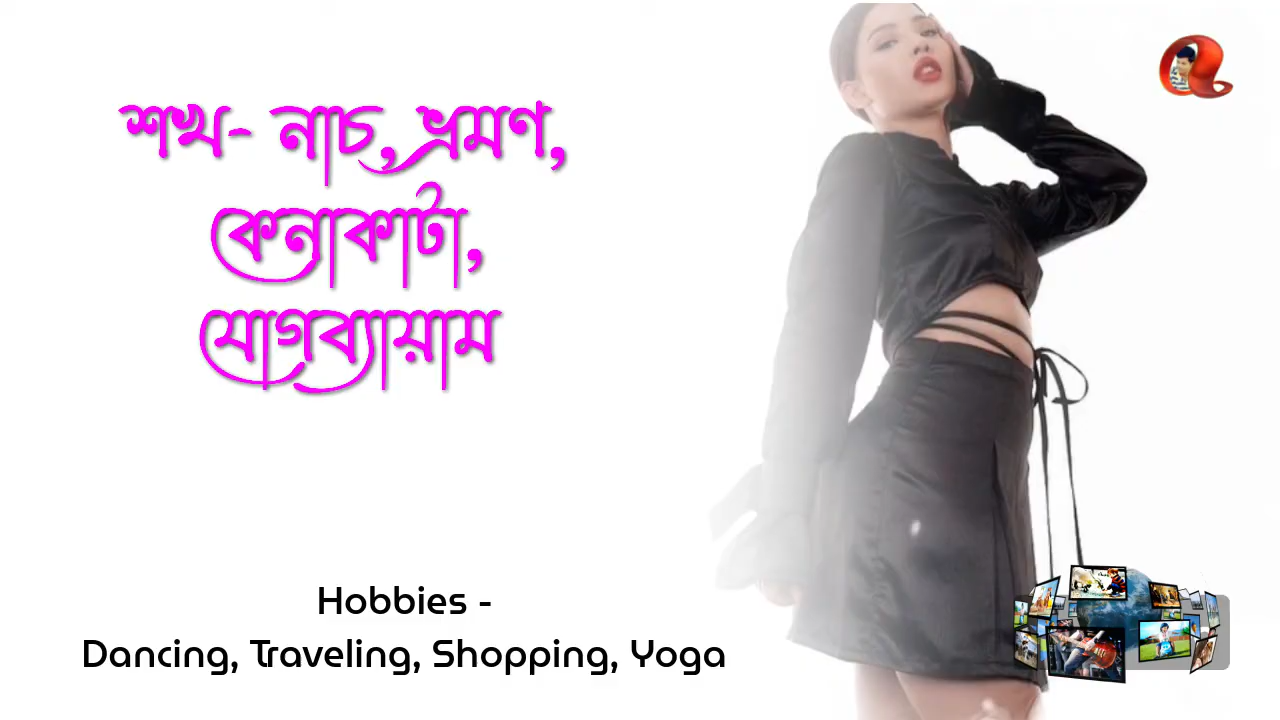 শখ- নাচ, ভ্রমণ,
কেনাকাটা,
যোগব্যায়াম
Hobbies -
Dancing, Traveling, Shopping, Yoga